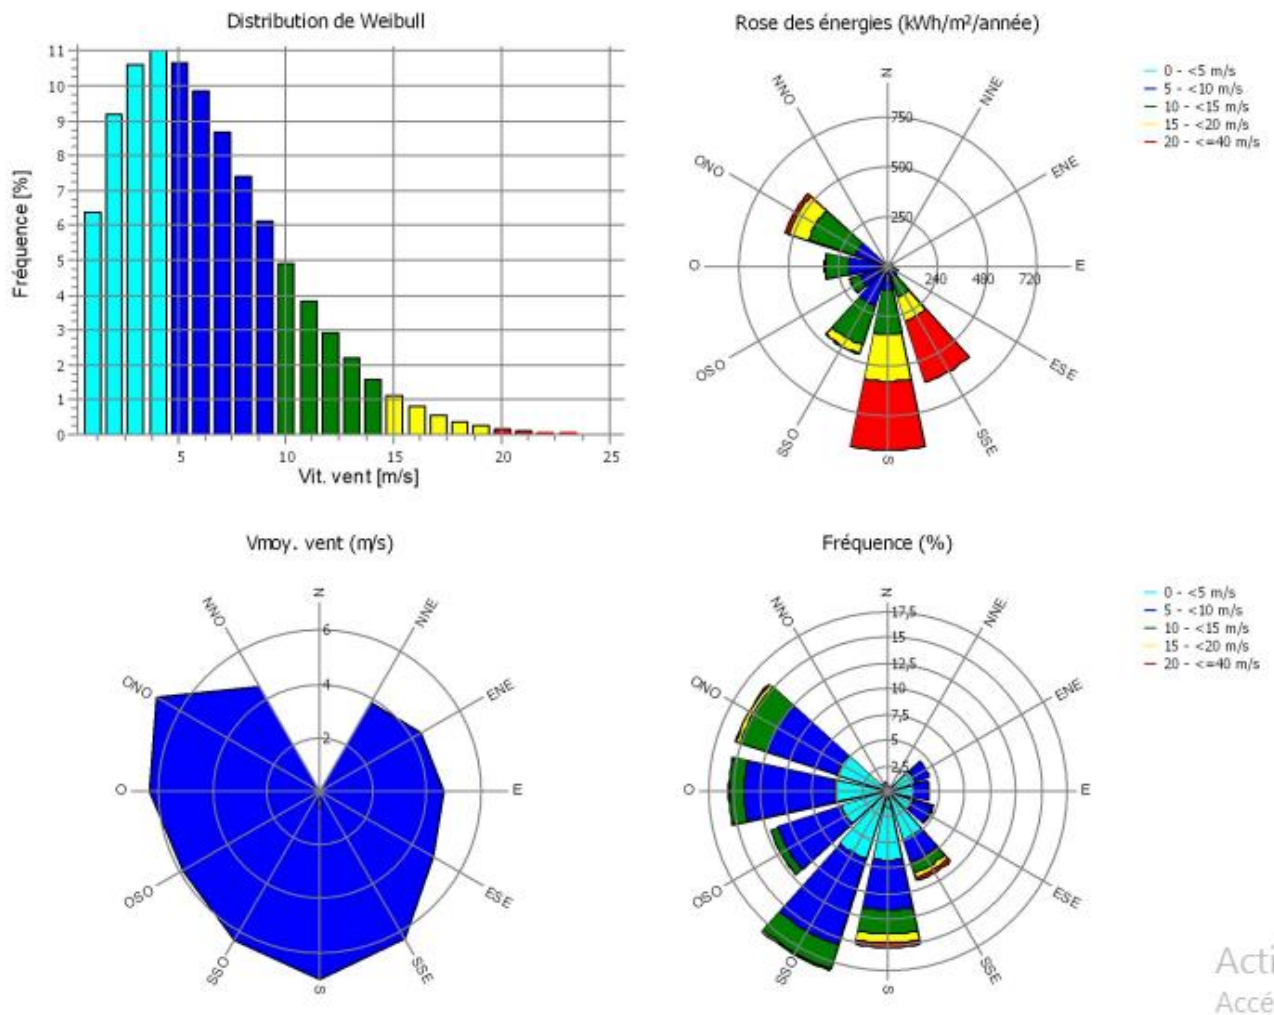 Distribution de Weibull
11
10
9
8
7
6
5
4
3
2
1
0
Fréquence [%]
5
10
15
20
25
Vit. vent [m/s]
Rose des énergies (kWh/m²/année)
N
NNE
ENE
E
ESE
SSE
S
SSO
OSO
O
ONO
NNO
750
500
250
240
480
720
0 - <5 m/s
5 - <10 m/s
10 - <15 m/s
15 - <20 m/s
20 - <=40 m/s
Vmoy. vent (m/s)
N
NNE
ENE
E
ESE
SSE
S
SSO
OSO
O
ONO
NNO
6
4
2
Fréquence (%)
N
NNE
ENE
E
ESE
SSE
S
SSO
OSO
O
ONO
NNO
17,5
15
12,5
10
7,5
5
2,5
0 - <5 m/s
5 - <10 m/s
10 - <15 m/s
15 - <20 m/s
20 - <=40 m/s
Acti
Accé